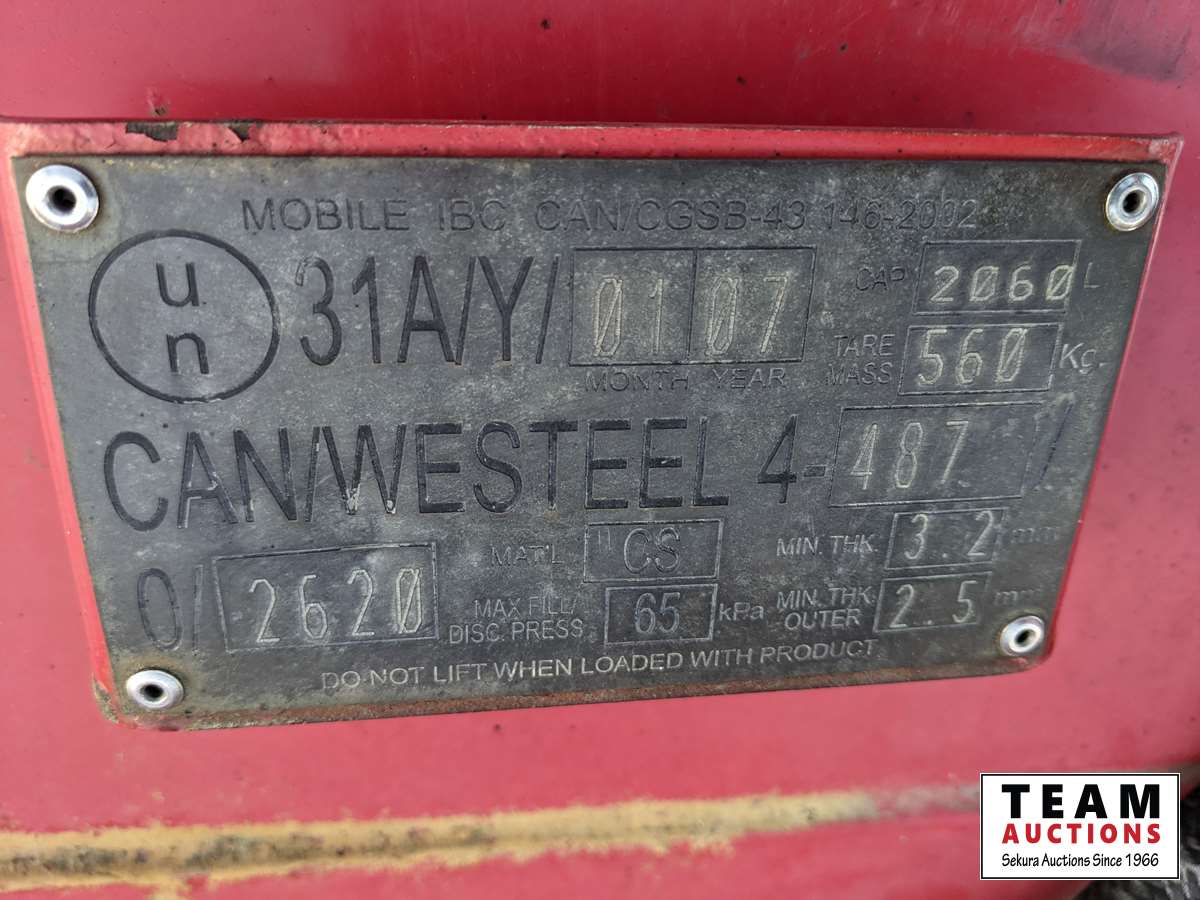 MOBILE IBC CAN/CGSB-43 146-2002
un 31A/Y/ 01 07 CAP 2060 L
MONTH YEAR TARE MASS 560 Kg.
CAN/WESTEEL 4-487 /
0/ 2620 MAT'L "CS MIN. THK. 3.2 mm
MAX FILL/ DISC. PRESS 65 kPa MIN. THK. OUTER 2.5 mm
DO NOT LIFT WHEN LOADED WITH PRODUCT
TEAM
AUCTIONS
Sekura Auctions Since 1966